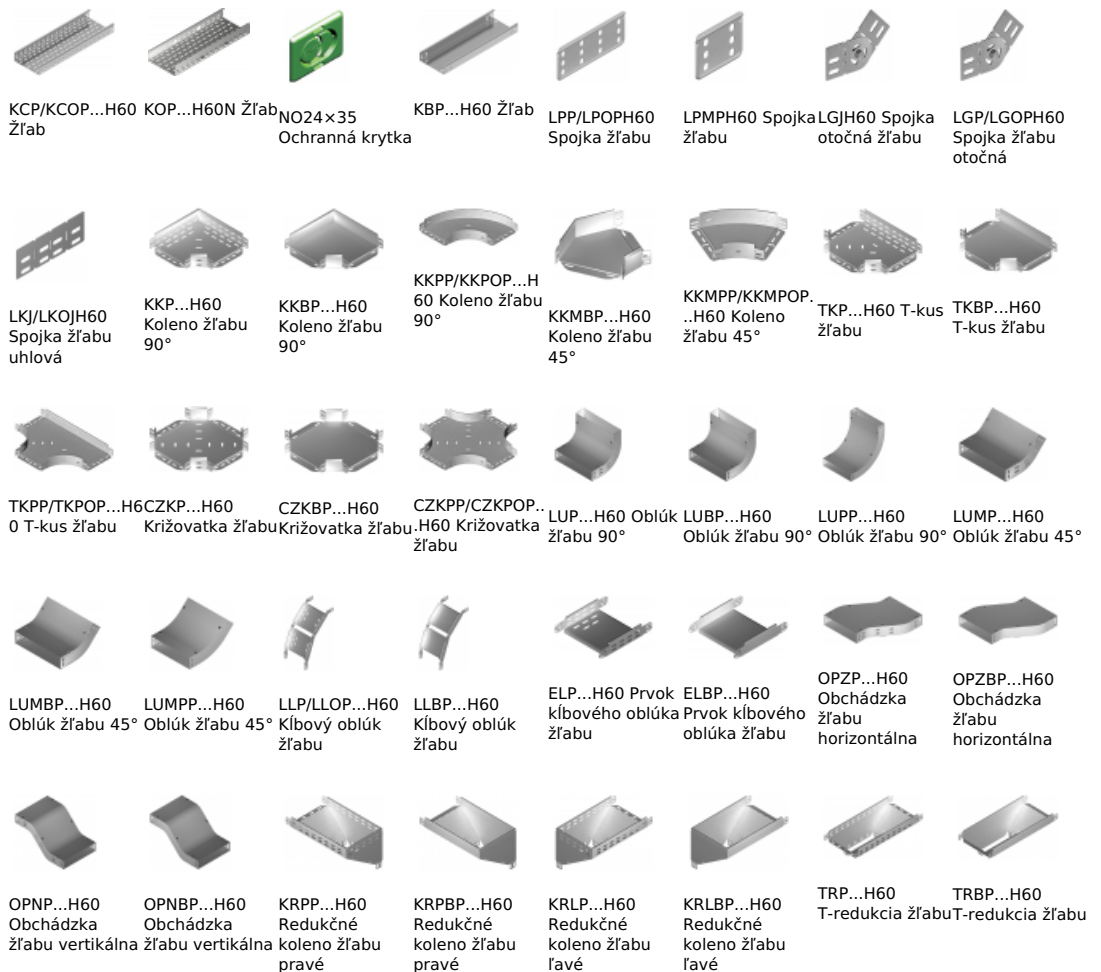 KCP/KCOP...H60
Žľab
KOP...H60N Žľab
NO24×35
Ochranná krytka
KBP...H60 Žľab
LPP/LPOPH60
Spojka žľabu
LPMPH60 Spojka
žľabu
LGJH60 Spojka
otočná žľabu
LGP/LGOPH60
Spojka žľabu
otočná
LKJ/LKOJH60
Spojka žľabu
uhlová
KKP...H60
Koleno žľabu
90°
KKBP...H60
Koleno žľabu
90°
KKPP/KKPOP...H
60 Koleno žľabu
90°
KKMBP...H60
Koleno žľabu
45°
KKMPP/KKMPOP.
..H60 Koleno
žľabu 45°
TKP...H60 T-kus
žľabu
TKBP...H60
T-kus žľabu
TKPP/TKPOP...H6
0 T-kus žľabu
CZKP...H60
Križovatka žľabu
CZKBP...H60
Križovatka žľabu
CZKPP/CZKPOP..
.H60 Križovatka
žľabu
LUP...H60 Oblúk
žľabu 90°
LUBP...H60
Oblúk žľabu 90°
LUPP...H60
Oblúk žľabu 90°
LUMP...H60
Oblúk žľabu 45°
LUMBP...H60
Oblúk žľabu 45°
LUMPP...H60
Oblúk žľabu 45°
LLP/LLOP...H60
Kĺbový oblúk
žľabu
LLBP...H60
Kĺbový oblúk
žľabu
ELP...H60 Prvok
kĺbového oblúka
žľabu
ELBP...H60
Prvok kĺbového
oblúka žľabu
OPZP...H60
Obchádzka
žľabu
horizontálna
OPZBP...H60
Obchádzka
žľabu
horizontálna
OPNP...H60
Obchádzka
žľabu vertikálna
OPNBP...H60
Obchádzka
žľabu vertikálna
KRPP...H60
Redukčné
koleno žľabu
pravé
KRPBP...H60
Redukčné
koleno žľabu
pravé
KRLP...H60
Redukčné
koleno žľabu
ľavé
KRLBP...H60
Redukčné
koleno žľabu
ľavé
TRP...H60
T-redukcia žľabu
TRBP...H60
T-redukcia žľabu